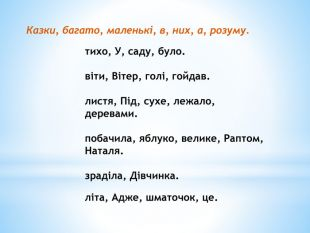 Казки, багато, маленькі, в, них, а, розуму.
тихо, У, саду, було.
віти, Вітер, голі, гойдав.
листя, Під, сухе, лежало,
деревами.
побачила, яблуко, велике, Раптом,
Наталя.
зраділа, Дівчинка.
літа, Адже, шматочок, це.